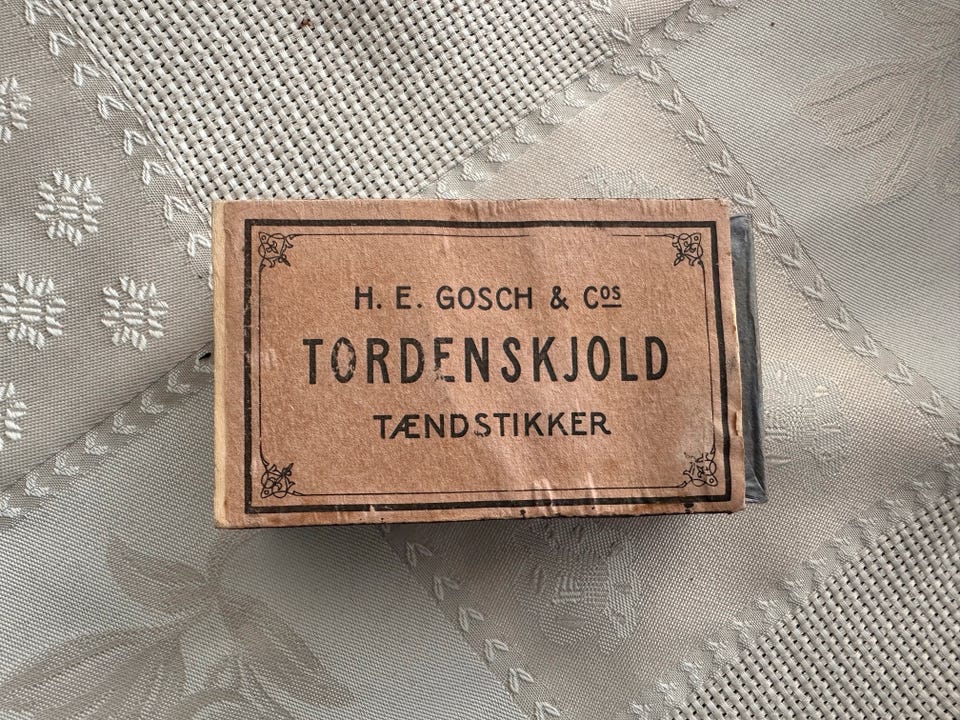 H. E. GOSCH & Cos
TORDENSKJOLD
TÆNDSTIKKER